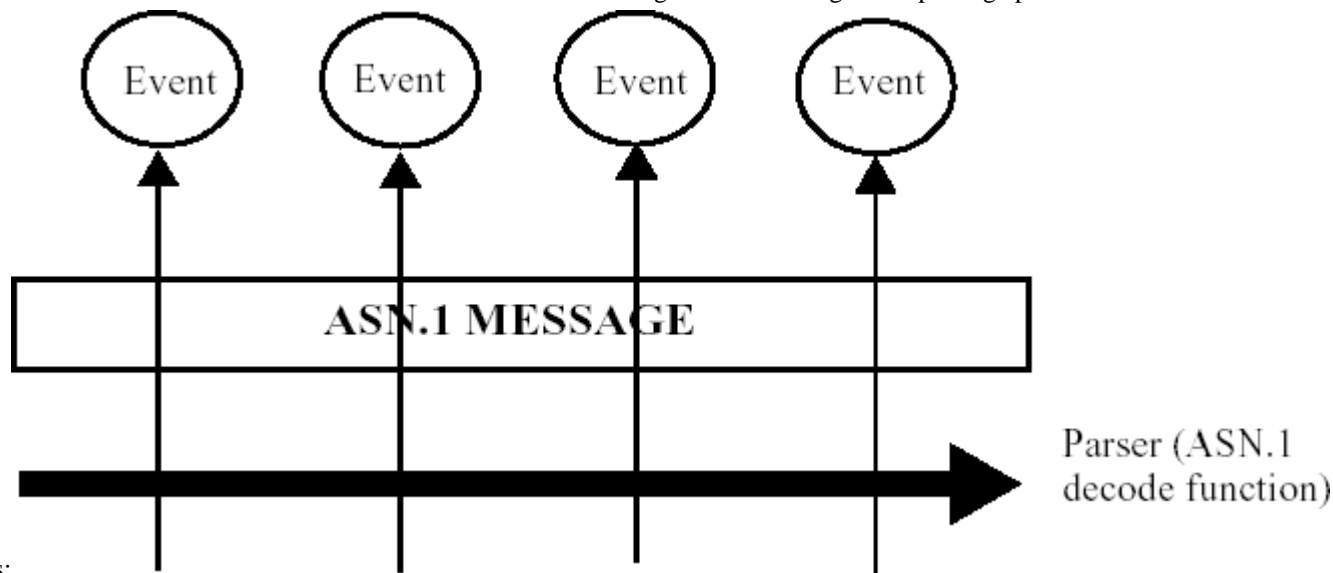 Event Event Event Event
ASN.1 MESSAGE
Parser (ASN.1
decode function)